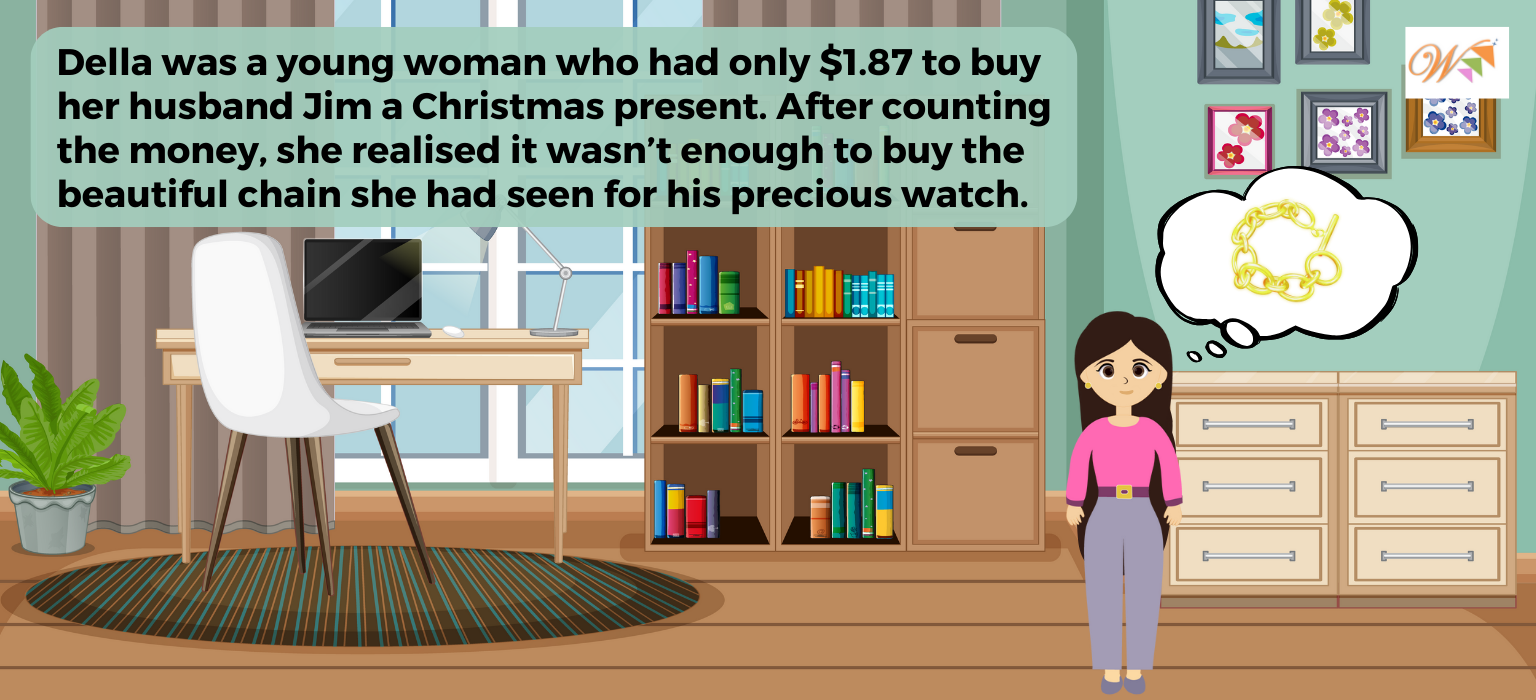 Della was a young woman who had only $1.87 to buy
her husband Jim a Christmas present. After counting
the money, she realised it wasn’t enough to buy the
beautiful chain she had seen for his precious watch.
W